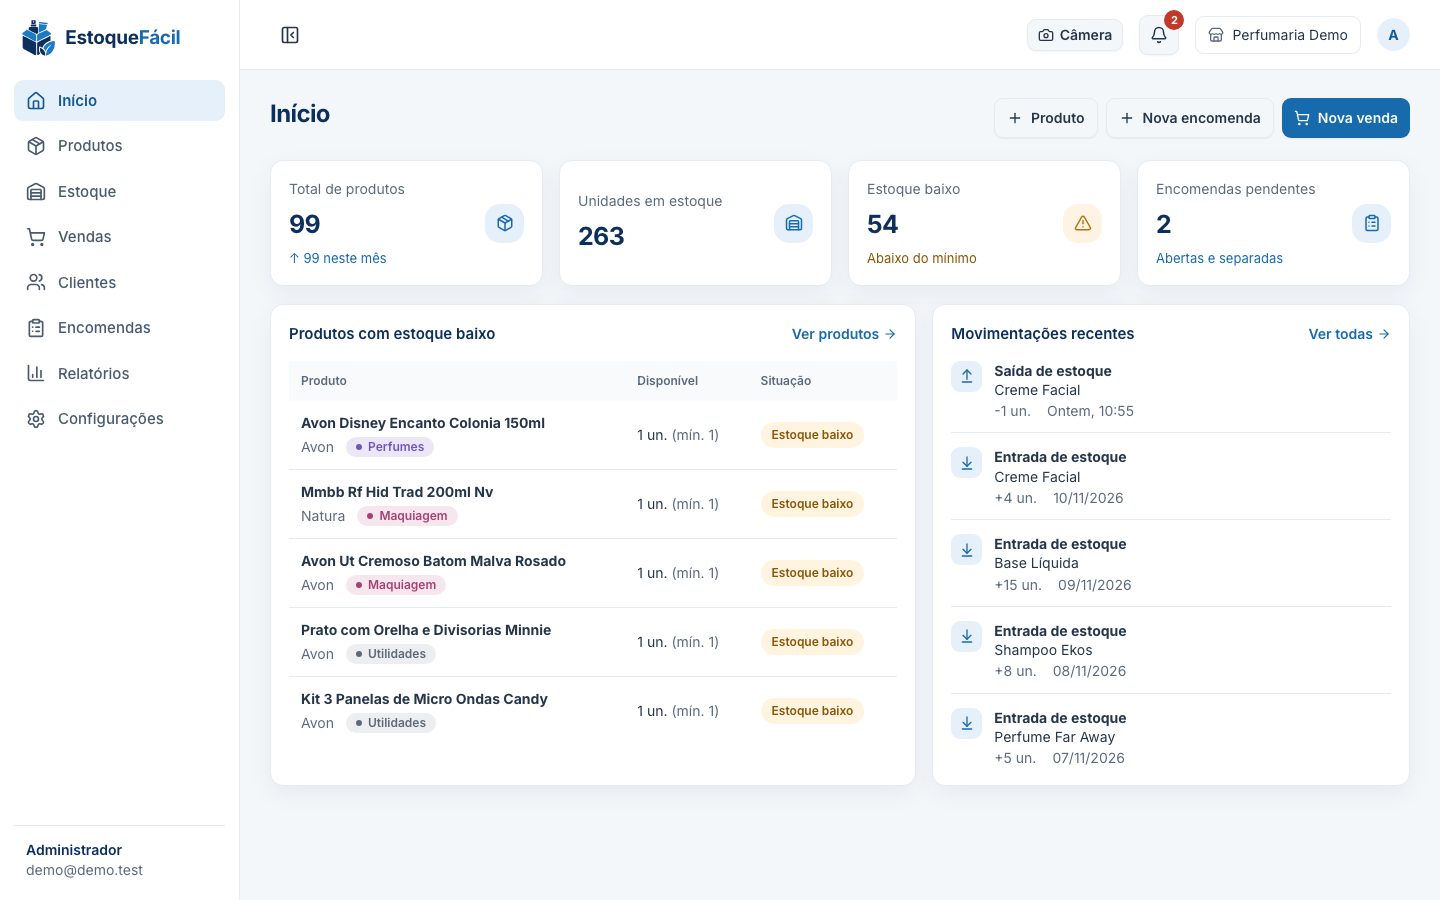 EstoqueFácil
Início
Produtos
Estoque
Vendas
Clientes
Encomendas
Relatórios
Configurações
Administrador
demo@demo.test
Câmera
2
Perfumaria Demo
A
Início
Produto
Nova encomenda
Nova venda
Total de produtos
99
↑ 99 neste mês
Unidades em estoque
263
Estoque baixo
54
Abaixo do mínimo
Encomendas pendentes
2
Abertas e separadas
Produtos com estoque baixo
Ver produtos →
Produto Disponível Situação
Avon Disney Encanto Colonia 150ml
Avon Perfumes
1 un. (mín. 1)
Estoque baixo
Mmbb Rf Hid Trad 200ml Nv
Natura Maquiagem
1 un. (mín. 1)
Estoque baixo
Avon Ut Cremoso Batom Malva Rosado
Avon Maquiagem
1 un. (mín. 1)
Estoque baixo
Prato com Orelha e Divisorias Minnie
Avon Utilidades
1 un. (mín. 1)
Estoque baixo
Kit 3 Panelas de Micro Ondas Candy
Avon Utilidades
1 un. (mín. 1)
Estoque baixo
Movimentações recentes
Ver todas →
Saída de estoque
Creme Facial
-1 un. Ontem, 10:55
Entrada de estoque
Creme Facial
+4 un. 10/11/2026
Entrada de estoque
Base Líquida
+15 un. 09/11/2026
Entrada de estoque
Shampoo Ekos
+8 un. 08/11/2026
Entrada de estoque
Perfume Far Away
+5 un. 07/11/2026